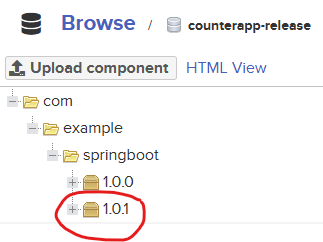 Browse / counterapp-release
Upload component HTML View
com
example
springboot
1.0.0
1.0.1